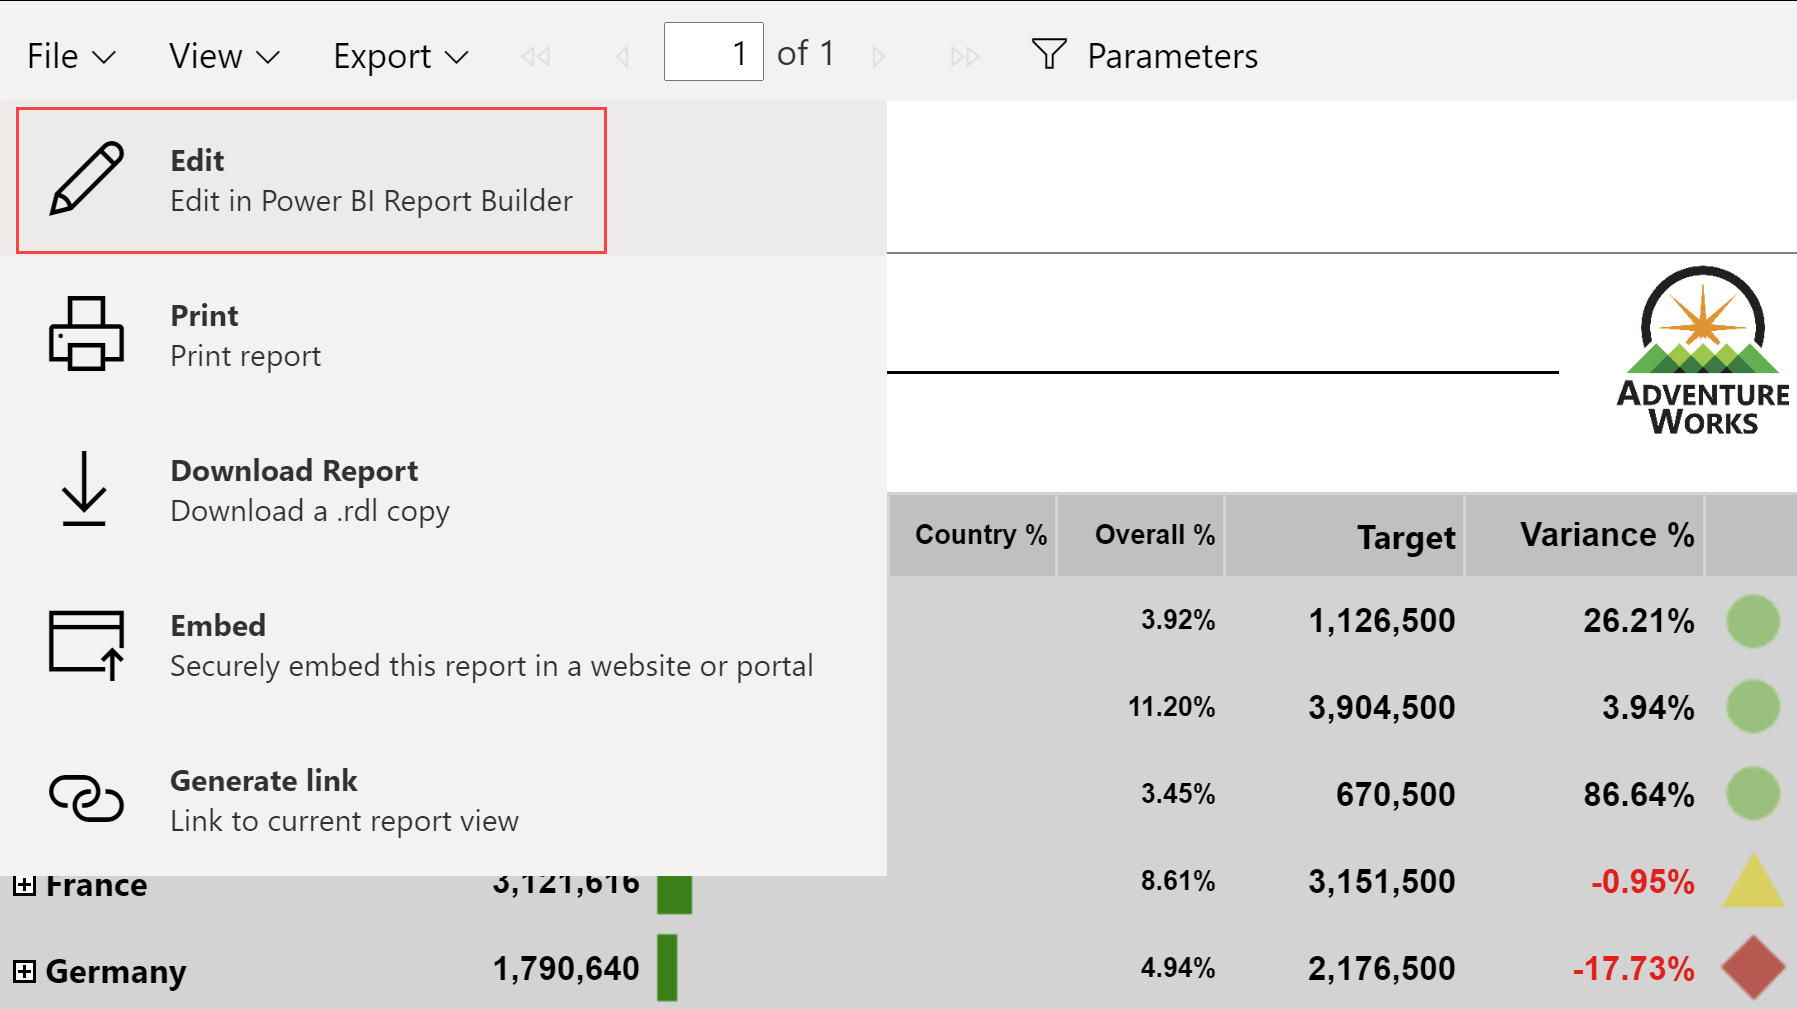 File View Export 1 of 1 Parameters
Edit
Edit in Power BI Report Builder
Print
Print report
Download Report
Download a .rdl copy
Embed
Securely embed this report in a website or portal
Generate link
Link to current report view
ADVENTURE
WORKS
Country % Overall % Target Variance %
3.92% 1,126,500 26.21%
11.20% 3,904,500 3.94%
3.45% 670,500 86.64%
France 3,121,616 8.61% 3,151,500 -0.95%
Germany 1,790,640 4.94% 2,176,500 -17.73%